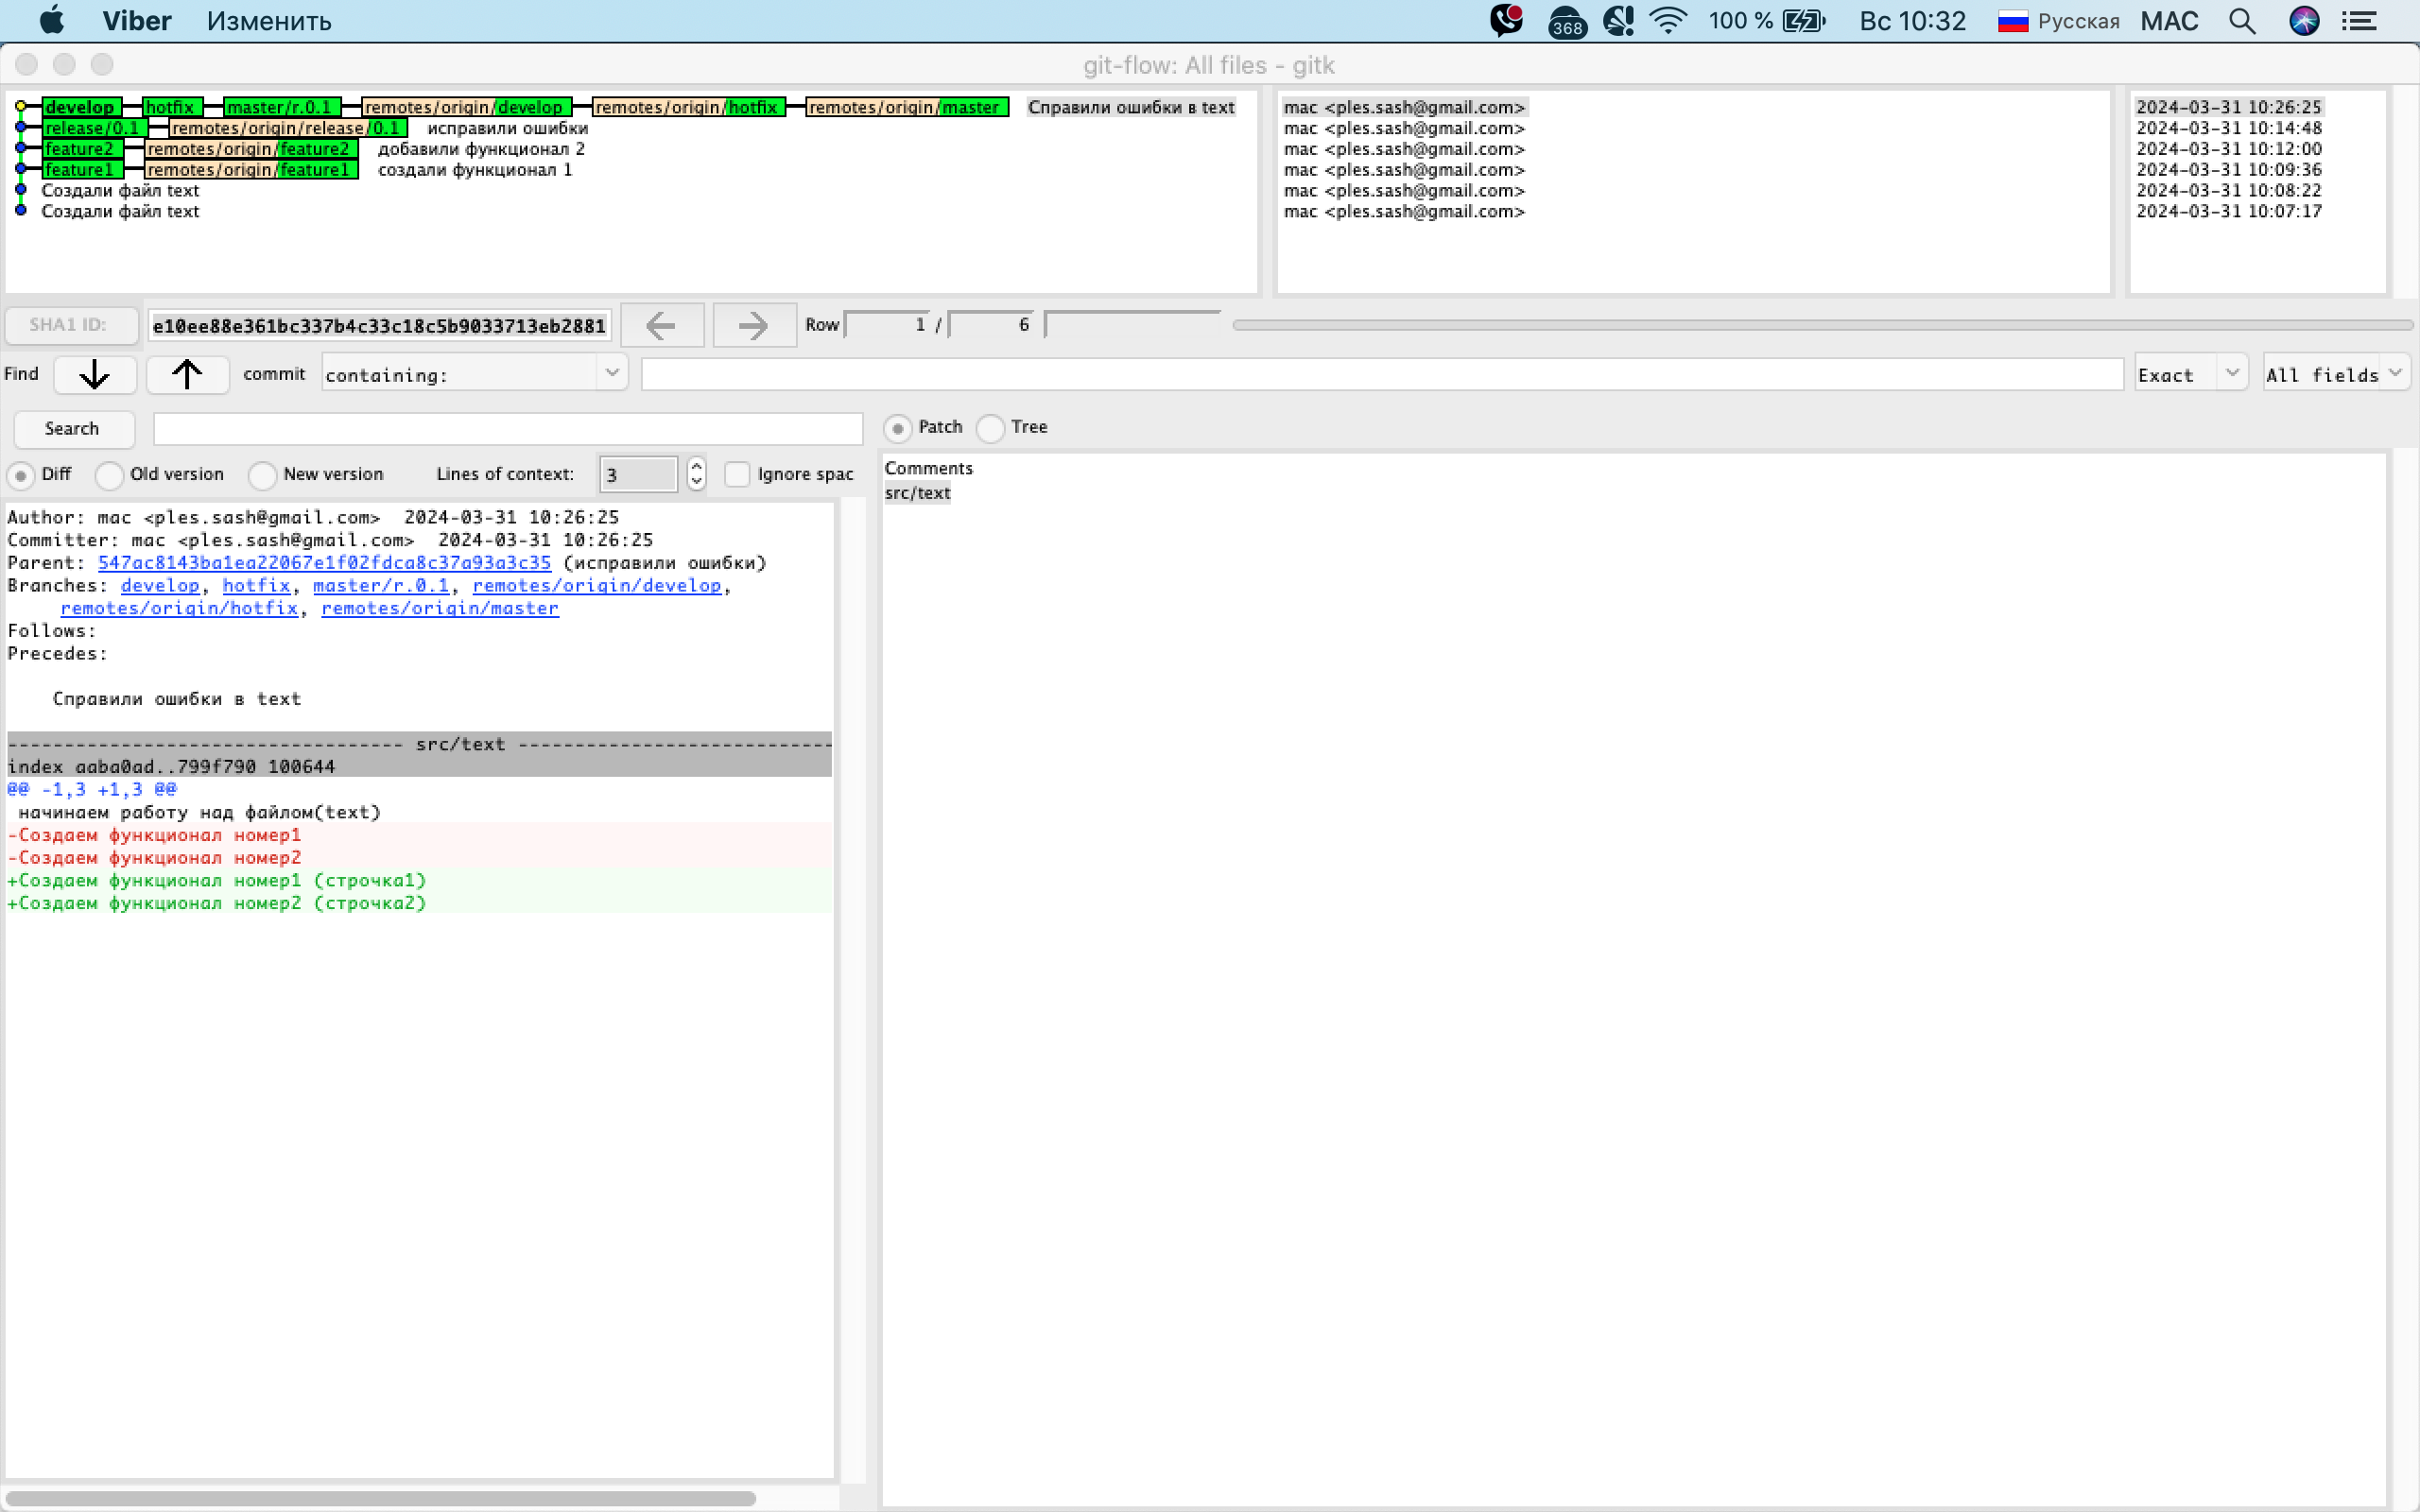 Viber Изменить 368 100 % Вс 10:32 Русская MAC
git-flow: All files - gitk
develop hotfix master/r.0.1 remotes/origin/develop remotes/origin/hotfix remotes/origin/master Справили ошибки в text mac <ples.sash@gmail.com> 2024-03-31 10:26:25
release/0.1 remotes/origin/release/0.1 исправили ошибки mac <ples.sash@gmail.com> 2024-03-31 10:14:48
feature2 remotes/origin/feature2 добавили функционал 2 mac <ples.sash@gmail.com> 2024-03-31 10:12:00
feature1 remotes/origin/feature1 создали функционал 1 mac <ples.sash@gmail.com> 2024-03-31 10:09:36
Создали файл text mac <ples.sash@gmail.com> 2024-03-31 10:08:22
Создали файл text mac <ples.sash@gmail.com> 2024-03-31 10:07:17
SHA1 ID: e10ee88e361bc337b4c33c18c5b9033713eb2881 Row 1 / 6
Find commit containing: Exact All fields
Search Patch Tree
Diff Old version New version Lines of context: 3 Ignore spac
Comments
src/text
Author: mac <ples.sash@gmail.com> 2024-03-31 10:26:25
Committer: mac <ples.sash@gmail.com> 2024-03-31 10:26:25
Parent: 547ac8143ba1ea22067e1f02fdca8c37a93a3c35 (исправили ошибки)
Branches: develop, hotfix, master/r.0.1, remotes/origin/develop,
remotes/origin/hotfix, remotes/origin/master
Follows:
Precedes:
Справили ошибки в text
----------------------------------- src/text ----------------------------
index aaba0ad..799f790 100644
@@ -1,3 +1,3 @@
начинаем работу над файлом(text)
-Создаем функционал номер1
-Создаем функционал номер2
+Создаем функционал номер1 (строчка1)
+Создаем функционал номер2 (строчка2)